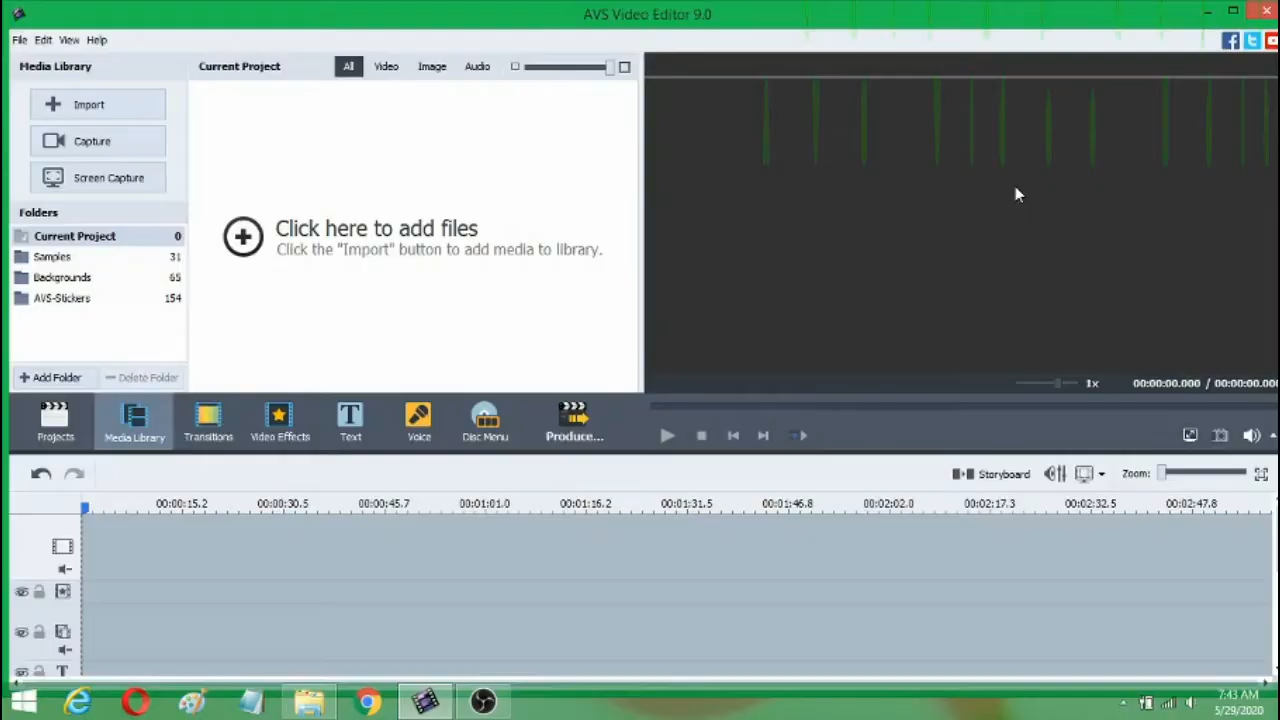 AVS Video Editor 9.0
File Edit View Help
Media Library
Current Project
All Video Image Audio
Import
Capture
Screen Capture
Folders
Current Project 0
Samples 31
Backgrounds 65
AVS-Stickers 154
Click here to add files
Click the "Import" button to add media to library.
+ Add Folder
Delete Folder
1x
00:00:00.000 / 00:00:00.000
Projects
Media Library
Transitions
Video Effects
Text
Voice
Disc Menu
Produce...
Storyboard
Zoom:
00:00:15.2 00:00:30.5 00:00:45.7 00:01:01.0 00:01:16.2 00:01:31.5 00:01:46.8 00:02:02.0 00:02:17.3 00:02:32.5 00:02:47.8
7:43 AM
5/29/2020